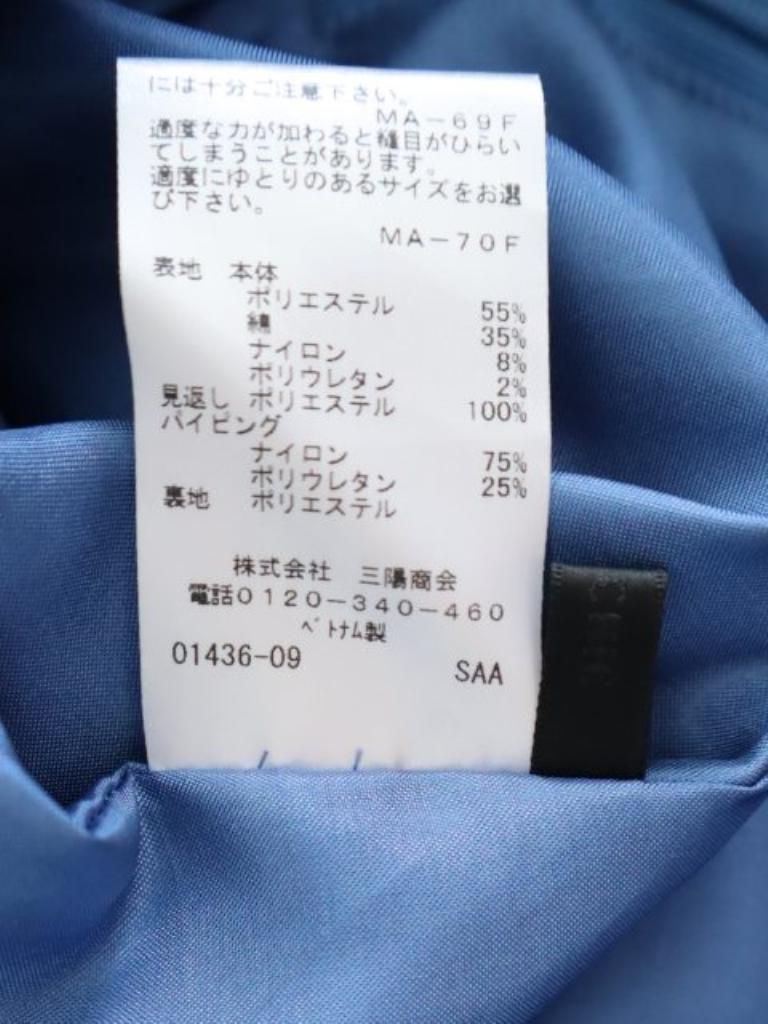 には十分ご注意下さい。
MA-69F
過度な力が加わると縫目がひらい
てしまうことがあります。
適度にゆとりのあるサイズをお選
び下さい。
MA-70F
表地 本体
ポリエステル 55%
綿 35%
ナイロン 8%
ポリウレタン 2%
見返し ポリエステル 100%
パイピング
ナイロン 75%
ポリウレタン 25%
裏地 ポリエステル
株式会社 三陽商会
電話0120-340-460
ベトナム製
01436-09
SAA